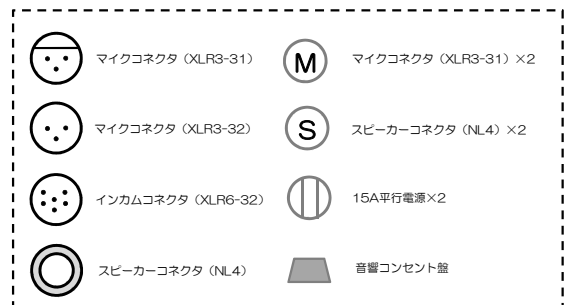 マイクコネクタ（XLR3-31）
M マイクコネクタ（XLR3-31）×2
マイクコネクタ（XLR3-32）
S スピーカーコネクタ（NL4）×2
インカムコネクタ（XLR6-32）
15A平行電源×2
スピーカーコネクタ（NL4）
音響コンセント盤